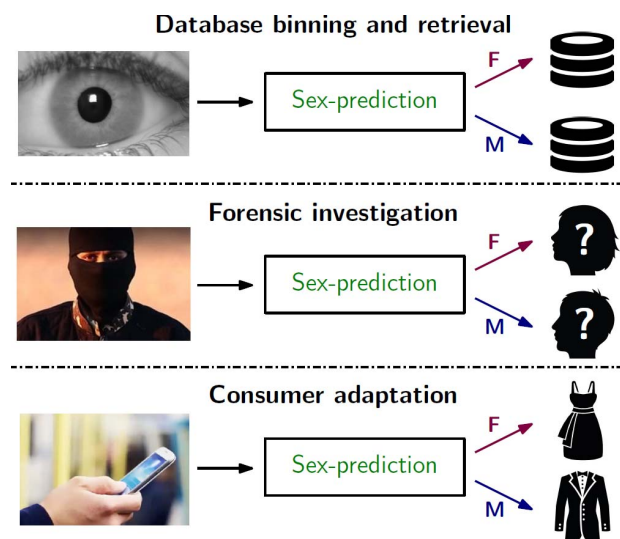 Database binning and retrieval
F
Sex-prediction
M
Forensic investigation
F
?
Sex-prediction
?
M
Consumer adaptation
F
Sex-prediction
M